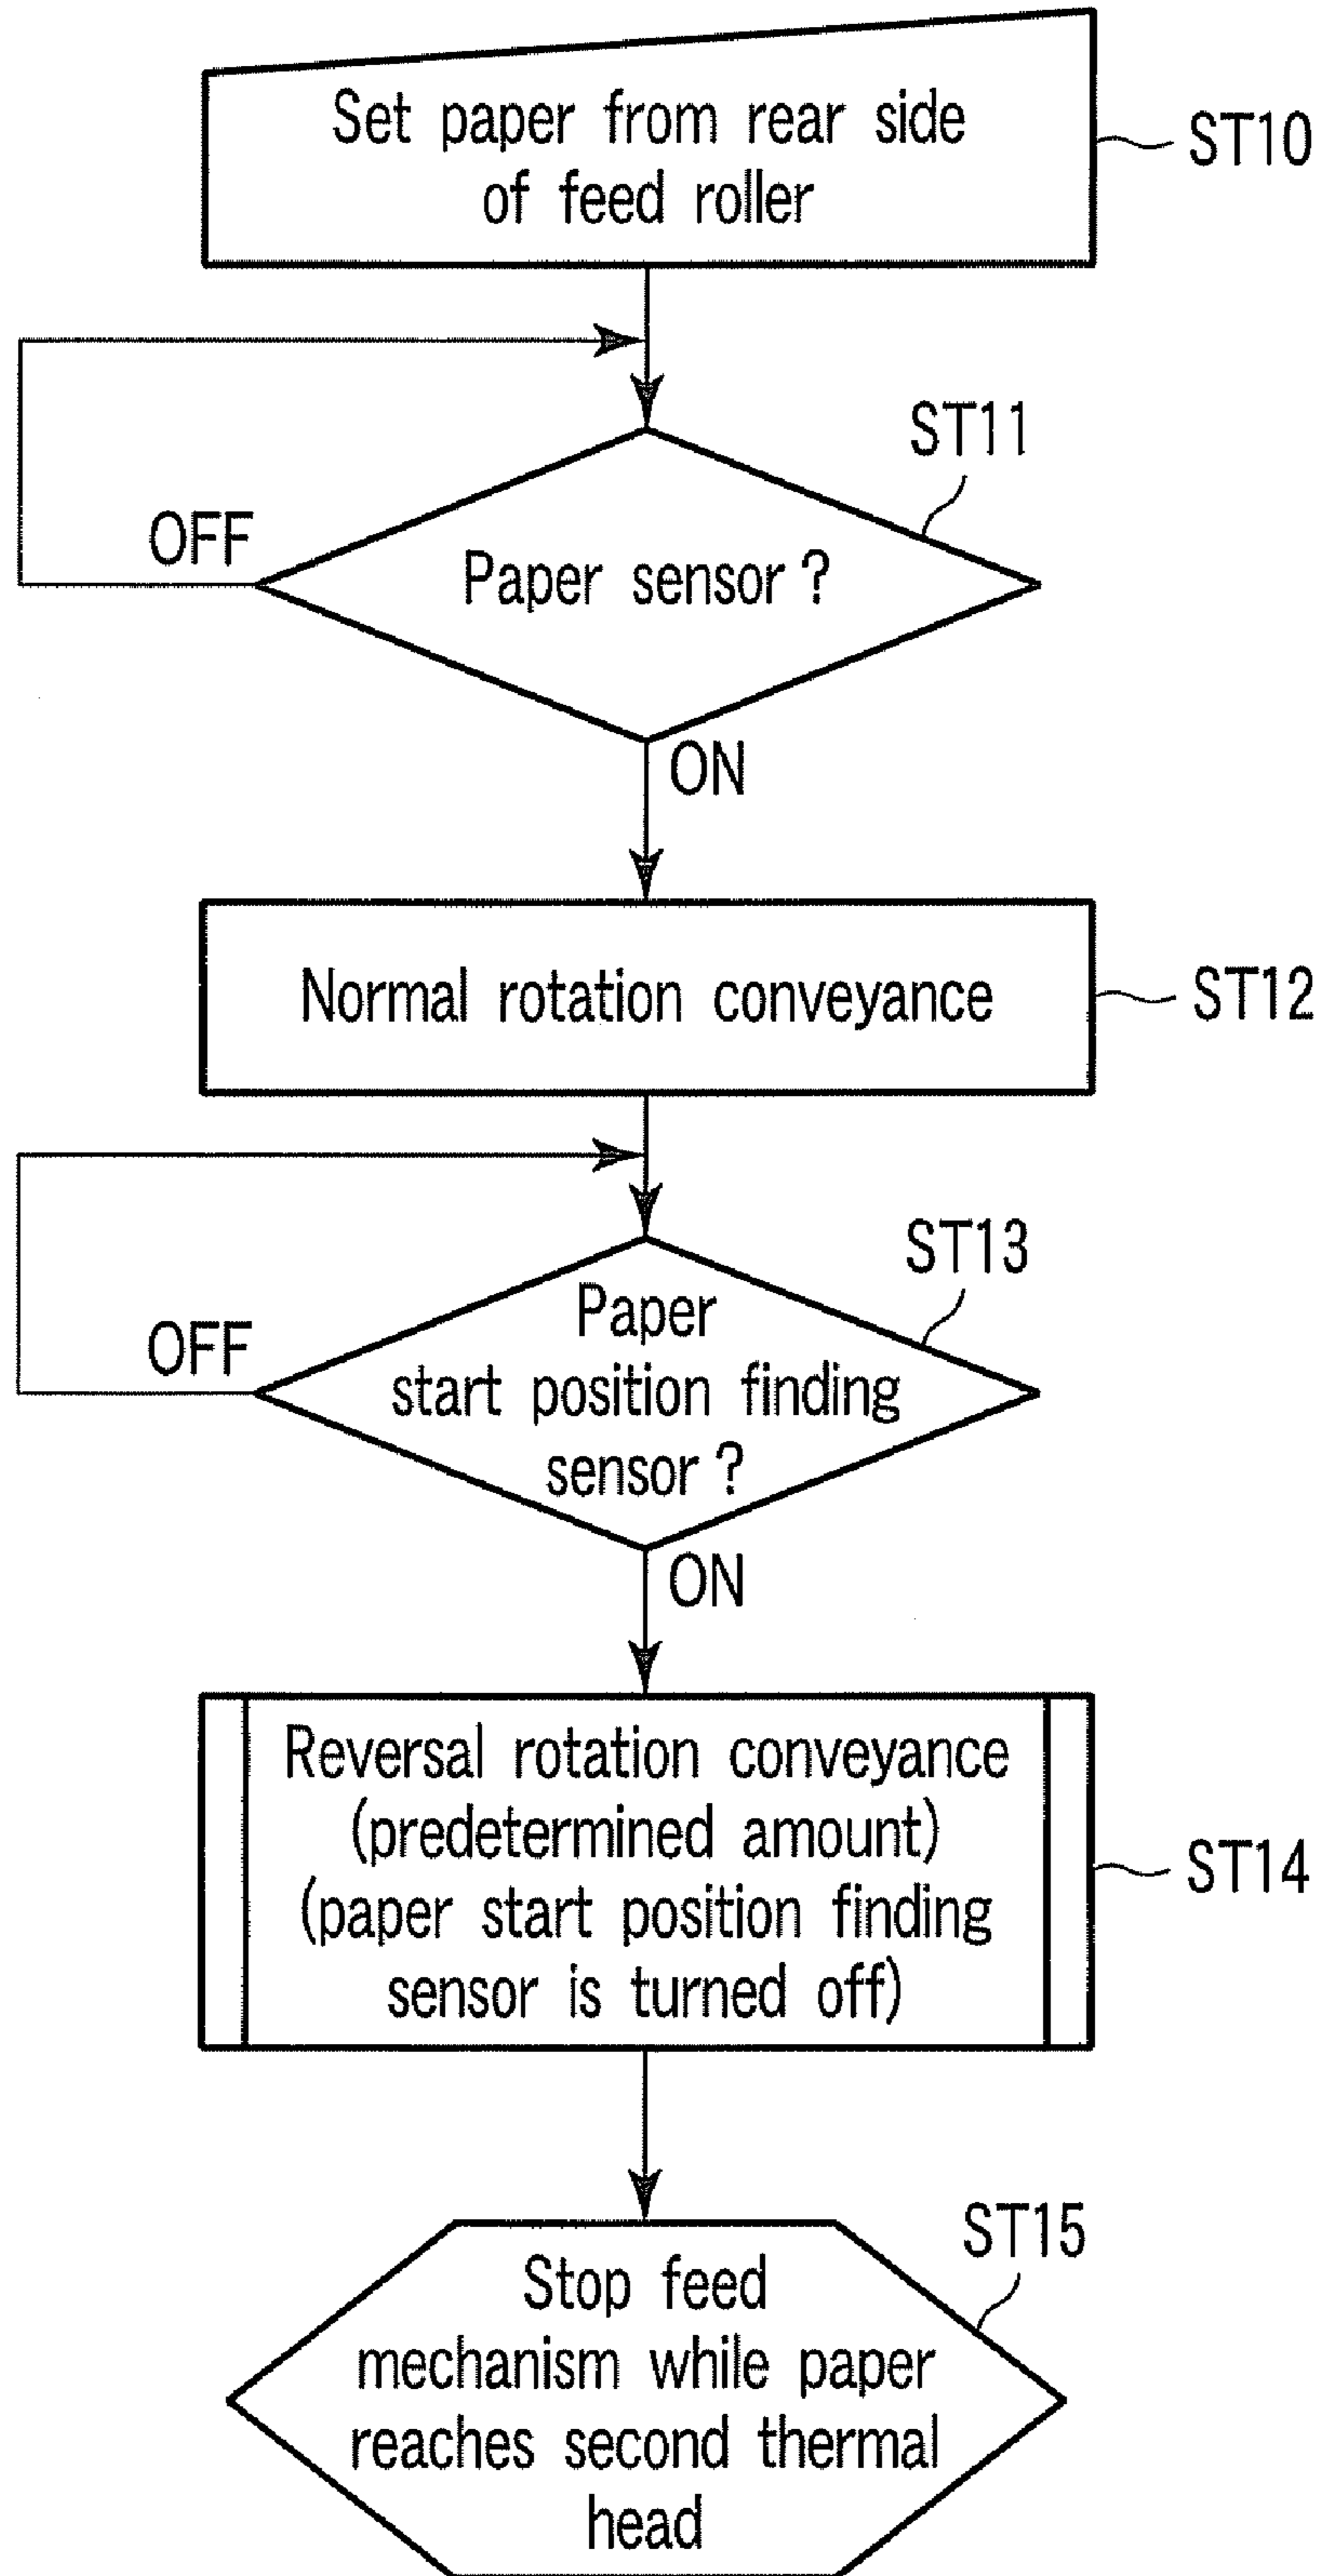 Set paper from rear side
of feed roller
ST10
ST11
OFF
Paper sensor ?
ON
Normal rotation conveyance
ST12
ST13
Paper
OFF
start position finding
sensor ?
ON
Reversal rotation conveyance
(predetermined amount)
(paper start position finding
sensor is turned off)
ST14
ST15
Stop feed
mechanism while paper
reaches second thermal
head